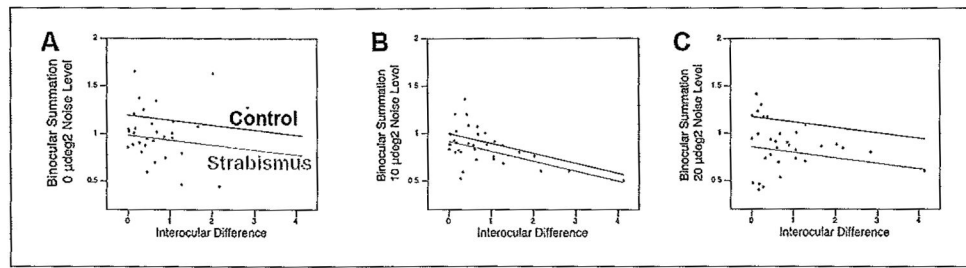 A
Binocular Summation
0 μdeg2 Noise Level
2
1.5
1
0.5
Control
Strabismus
0 1 2 3 4
Interocular Difference
B
Binocular Summation
10 μdeg2 Noise Level
2
1.5
1
0.5
0 1 2 3 4
Interocular Difference
C
Binocular Summation
20 μdeg2 Noise Level
2
1.5
1
0.5
0 1 2 3 4
Interocular Difference